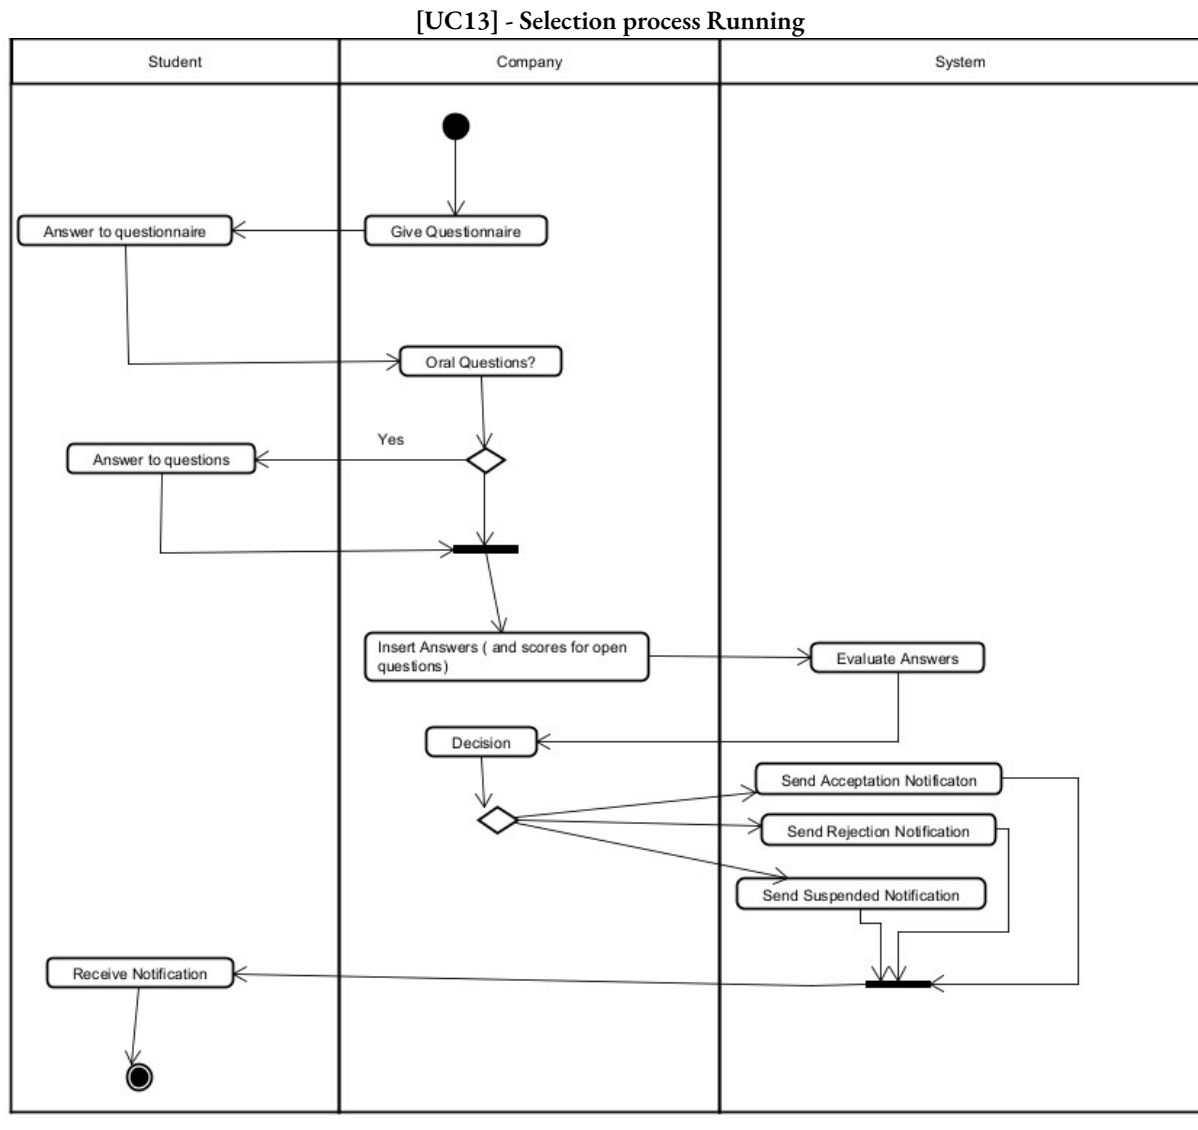 [UC13] - Selection process Running
Student
Company
System
Answer to questionnaire
Give Questionnaire
Oral Questions?
Yes
Answer to questions
Insert Answers ( and scores for open
questions)
Evaluate Answers
Decision
Send Acceptation Notificaton
Send Rejection Notification
Send Suspended Notification
Receive Notification